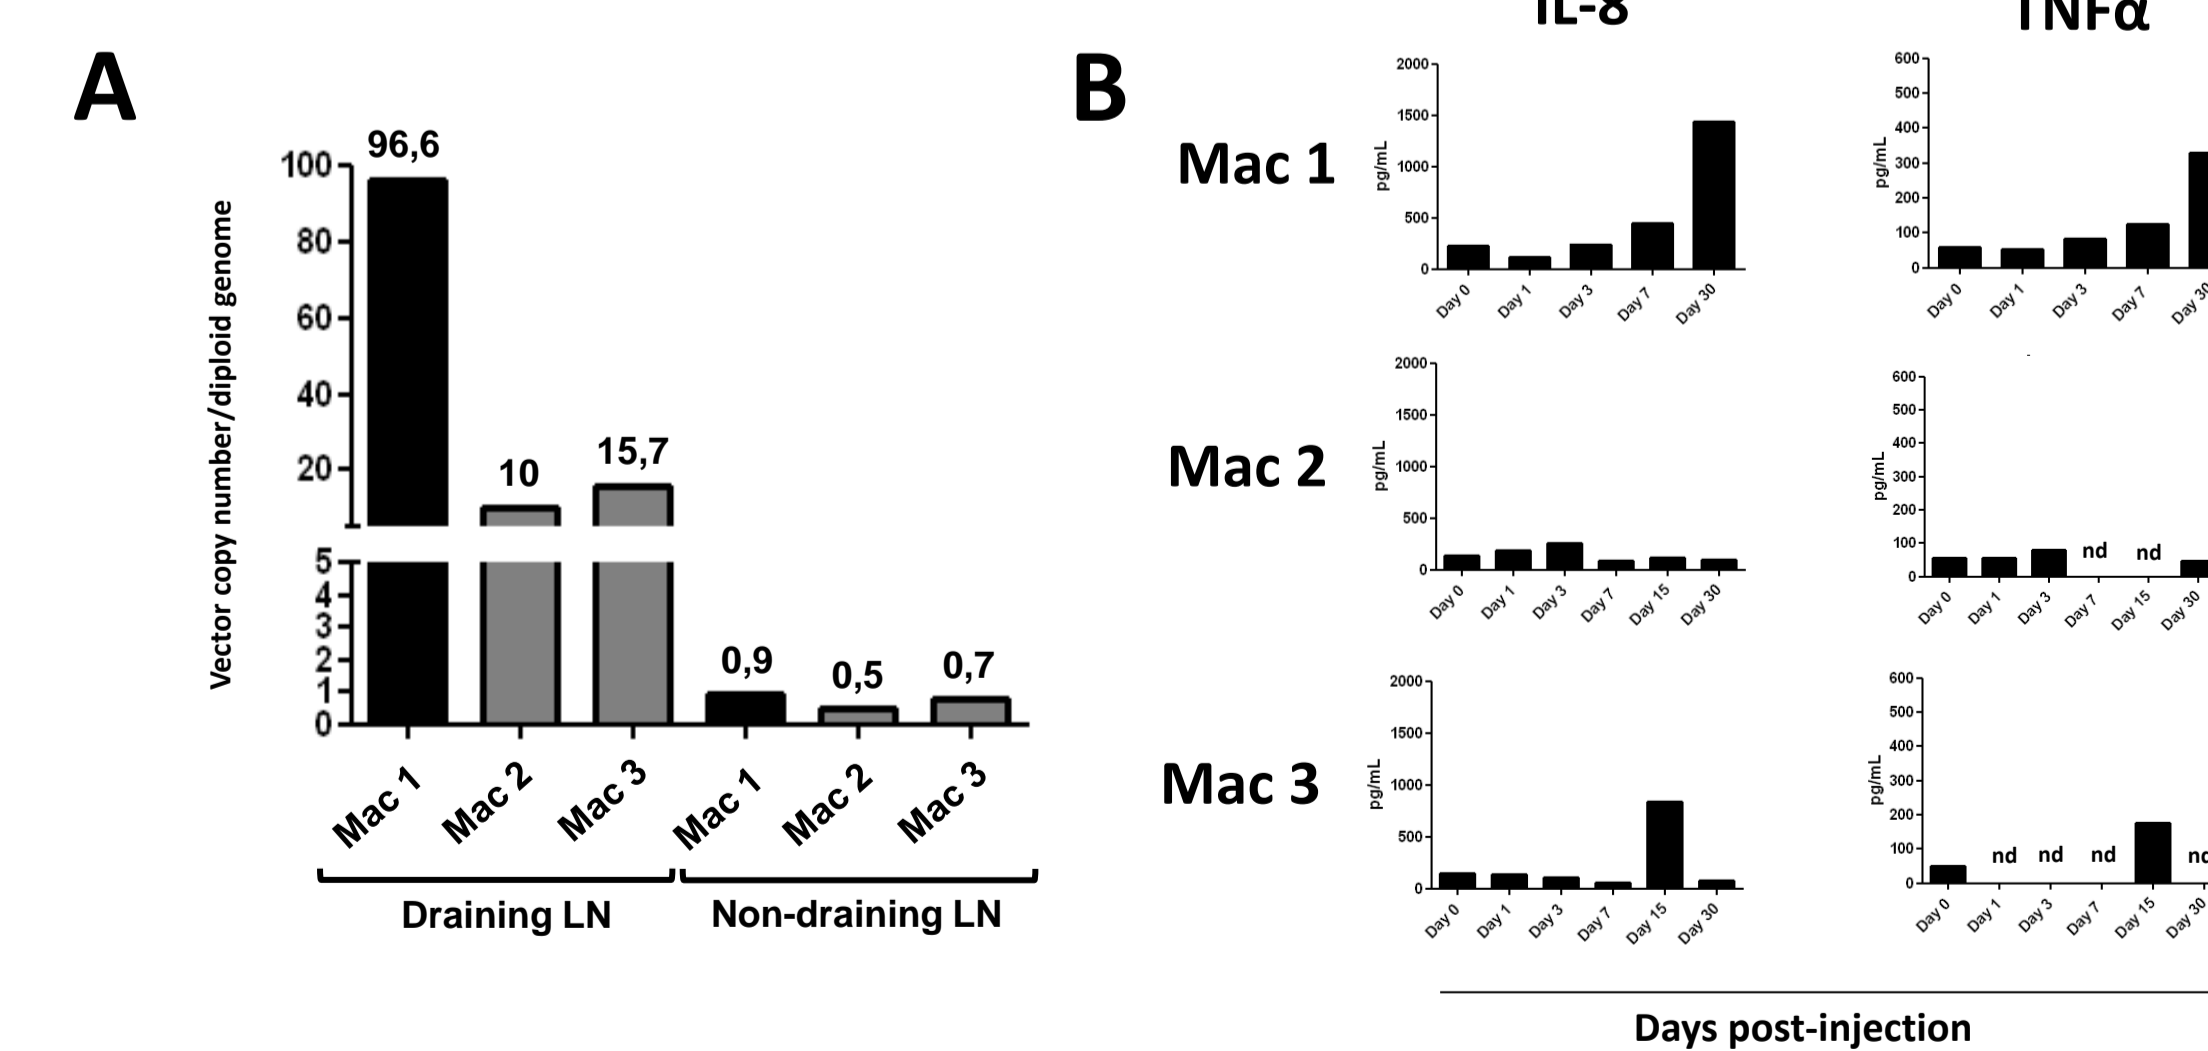 A
96,6
100
80
60
40
20
10
15,7
5
4
3
2
1
0
0,9
0,5
0,7
Vector copy number/diploid genome
Mac 1
Mac 2
Mac 3
Mac 1
Mac 2
Mac 3
Draining LN
Non-draining LN
B
IL-8
TNFα
Mac 1
pg/mL
2000
1500
1000
500
0
Day 0
Day 1
Day 3
Day 7
Day 30
pg/mL
600
500
400
300
200
100
0
Day 0
Day 1
Day 3
Day 7
Day 30
Mac 2
pg/mL
2000
1500
1000
500
0
Day 0
Day 1
Day 3
Day 7
Day 15
Day 30
pg/mL
600
500
400
300
200
100
0
nd
nd
Day 0
Day 1
Day 3
Day 7
Day 15
Day 30
Mac 3
pg/mL
2000
1500
1000
500
0
Day 0
Day 1
Day 3
Day 7
Day 15
Day 30
pg/mL
600
500
400
300
200
100
0
nd
nd
nd
nd
Day 0
Day 1
Day 3
Day 7
Day 15
Day 30
Days post-injection